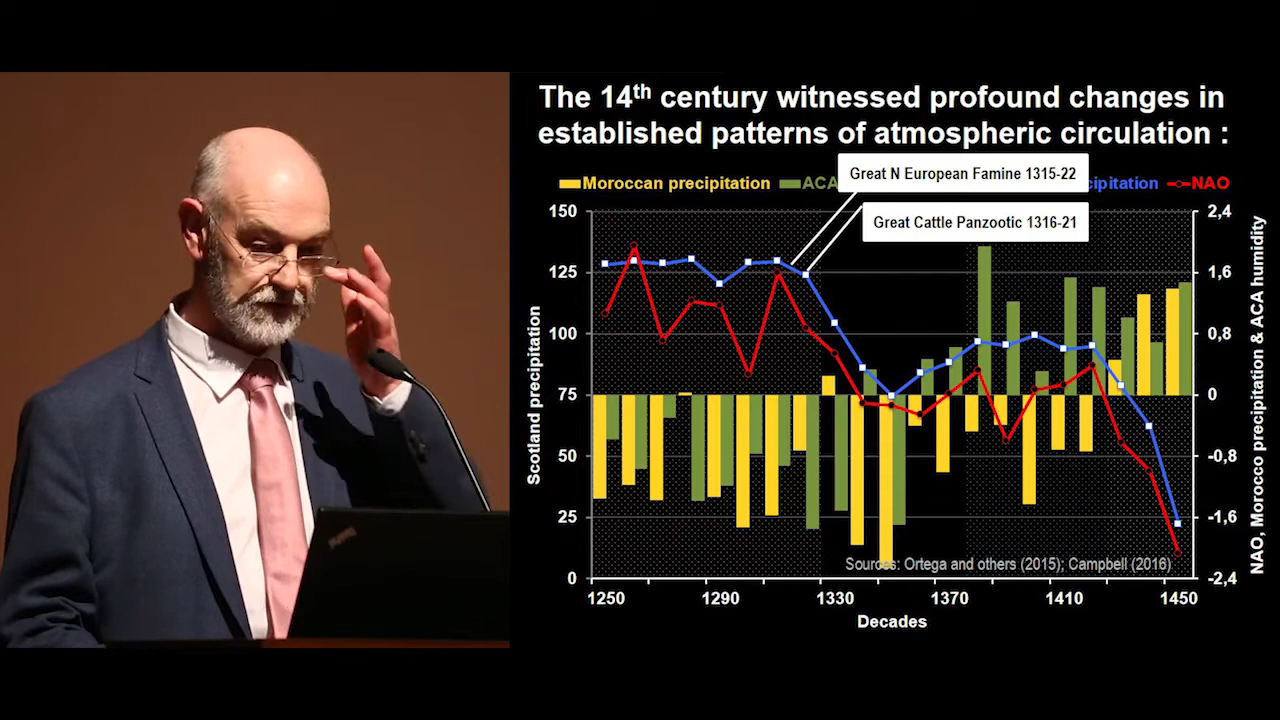 The 14th century witnessed profound changes in
established patterns of atmospheric circulation :
Great N European Famine 1315-22
Moroccan precipitation ACA cipitation NAO
Great Cattle Panzootic 1316-21
150
125
100
75
50
25
0
Scotland precipitation
2,4
1,6
0,8
0
-0,8
-1,6
-2,4
NAO, Morocco precipitation & ACA humidity
Sources: Ortega and others (2015); Campbell (2016)
1250 1290 1330 1370 1410 1450
Decades